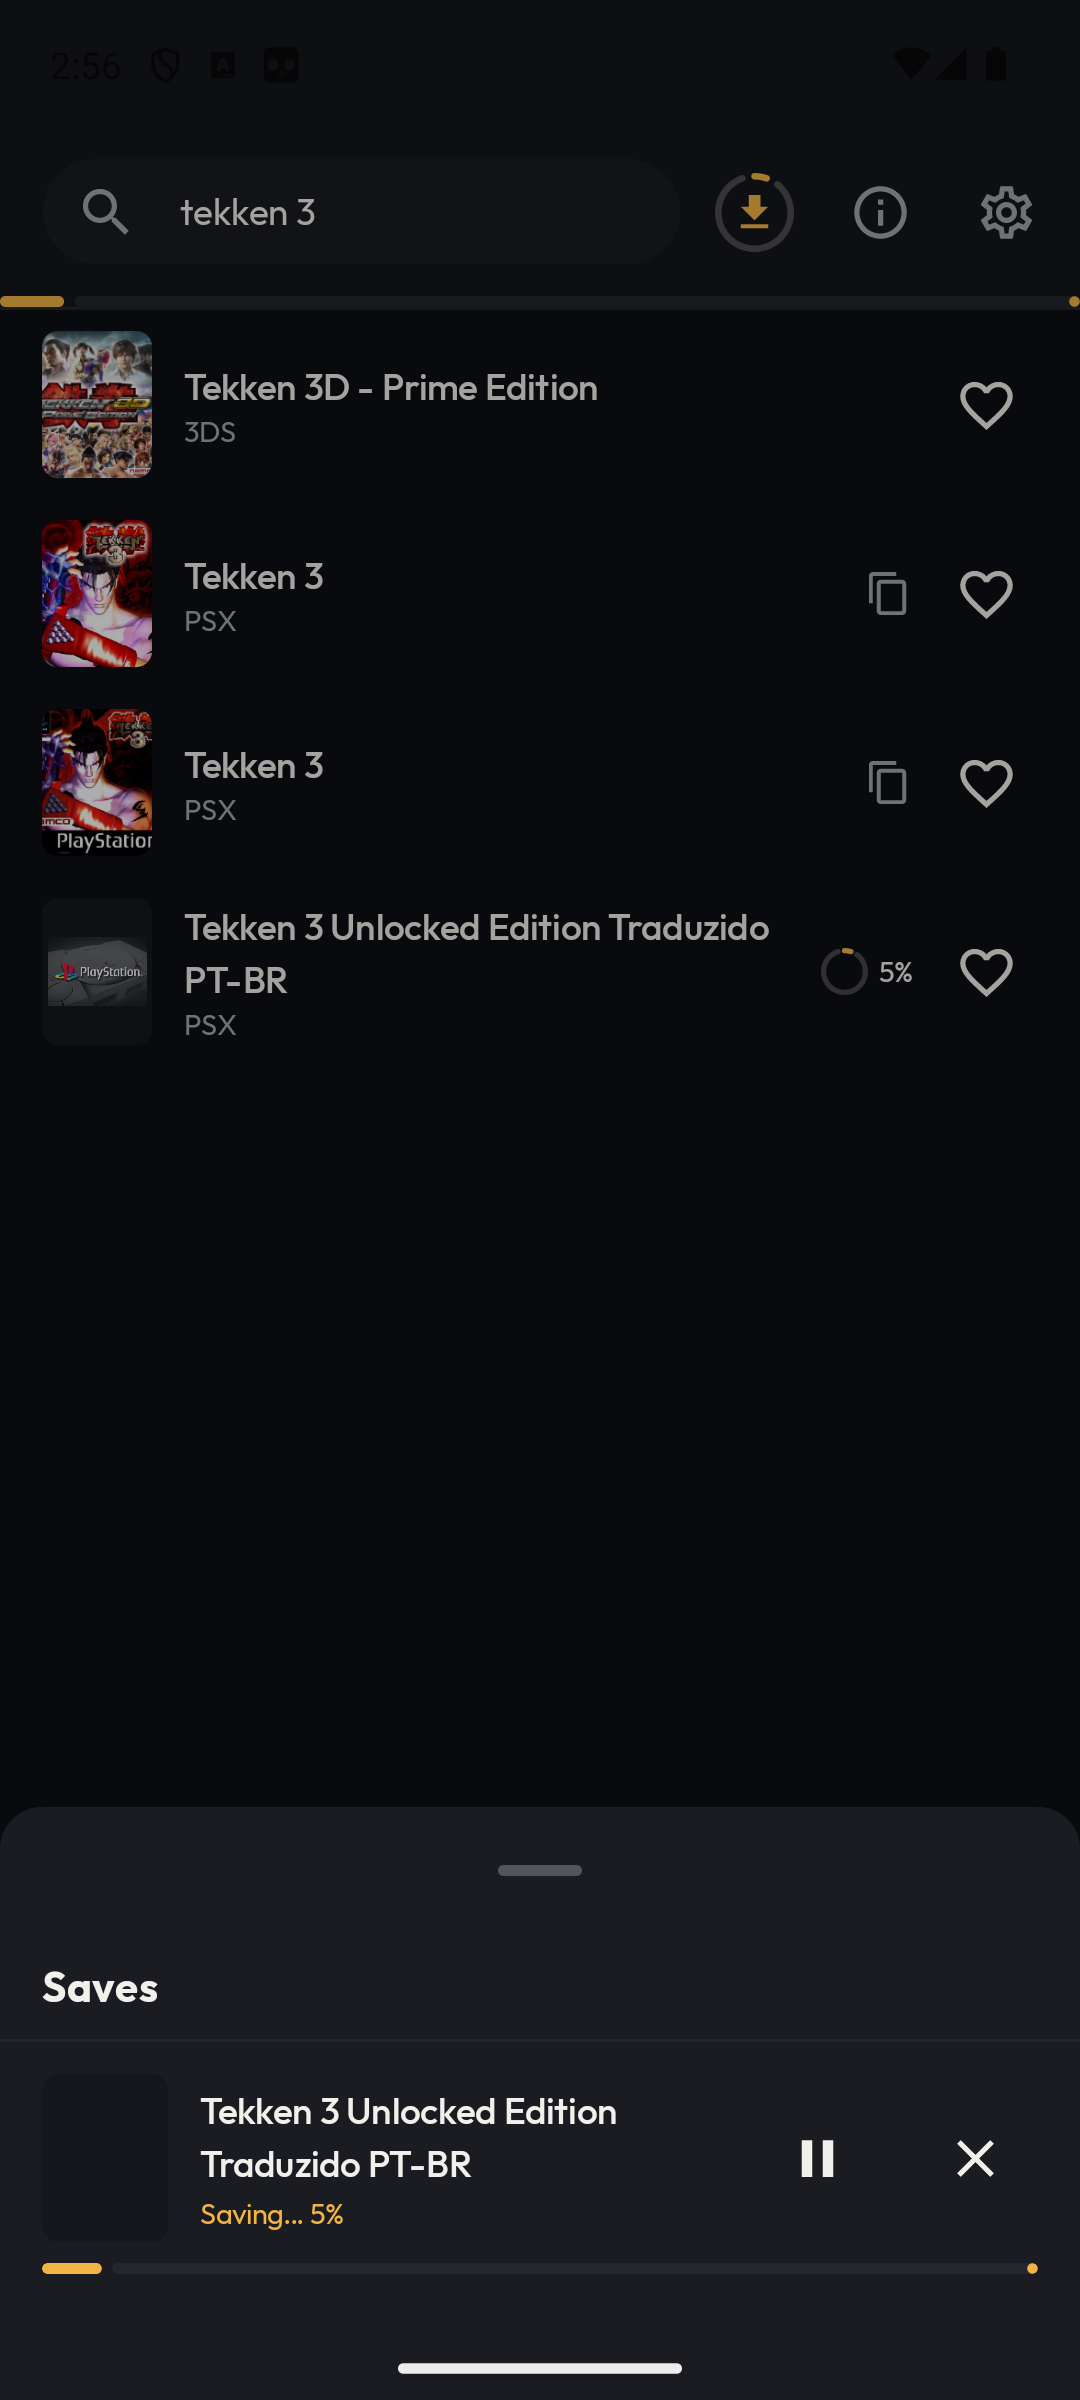 2:56
tekken 3
Tekken 3D - Prime Edition
3DS
Tekken 3
PSX
Tekken 3
PSX
PlayStation
Tekken 3 Unlocked Edition Traduzido
PT-BR
PSX
5%
Saves
Tekken 3 Unlocked Edition
Traduzido PT-BR
Saving... 5%